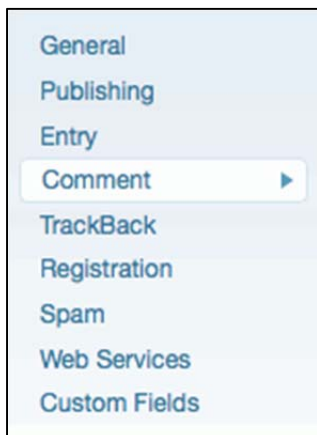 General
Publishing
Entry
Comment
TrackBack
Registration
Spam
Web Services
Custom Fields